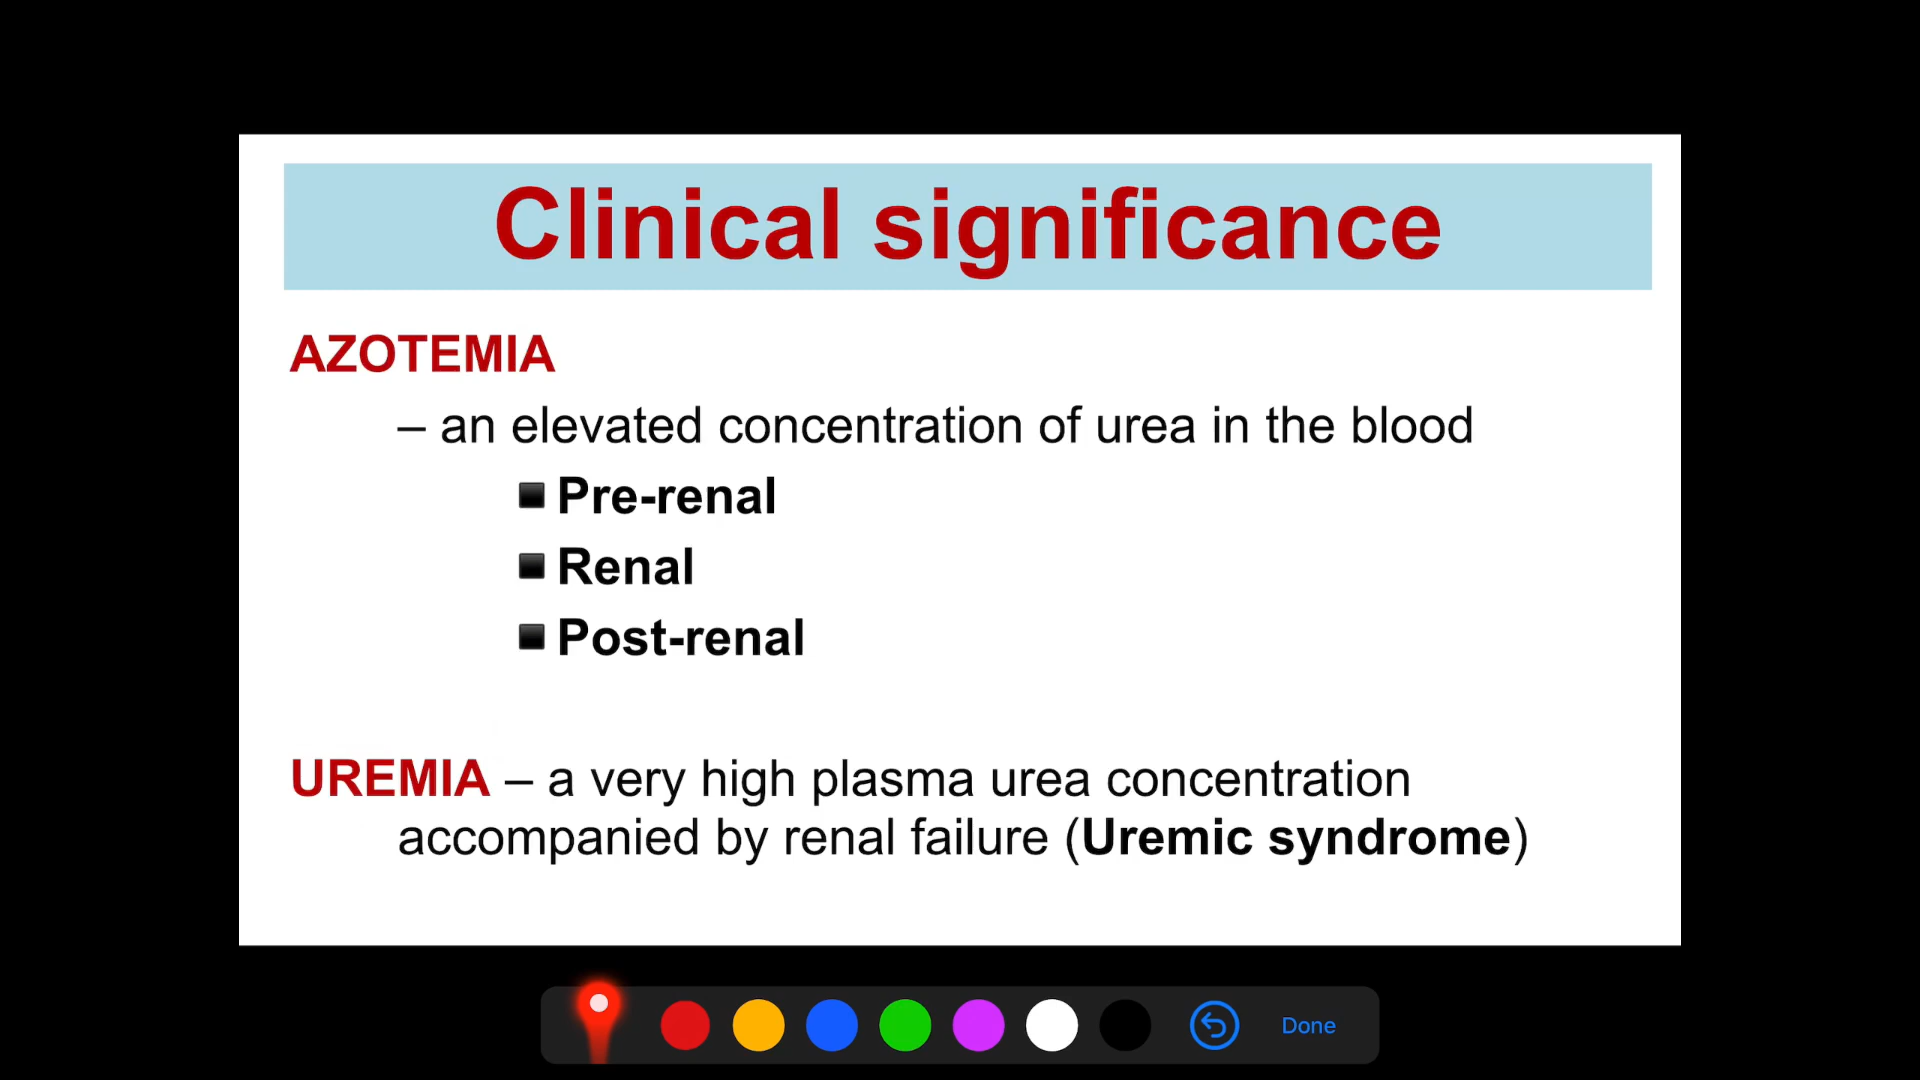 Clinical significance
AZOTEMIA
– an elevated concentration of urea in the blood
Pre-renal
Renal
Post-renal
UREMIA – a very high plasma urea concentration
accompanied by renal failure (Uremic syndrome)
Done